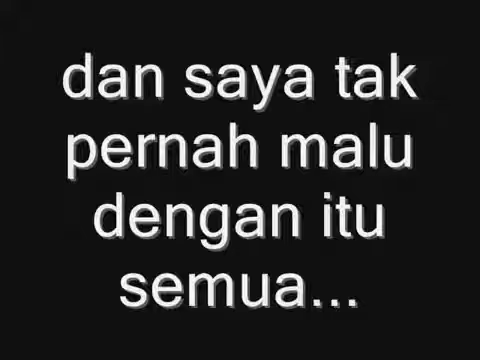 dan saya tak
pernah malu
dengan itu
semua...